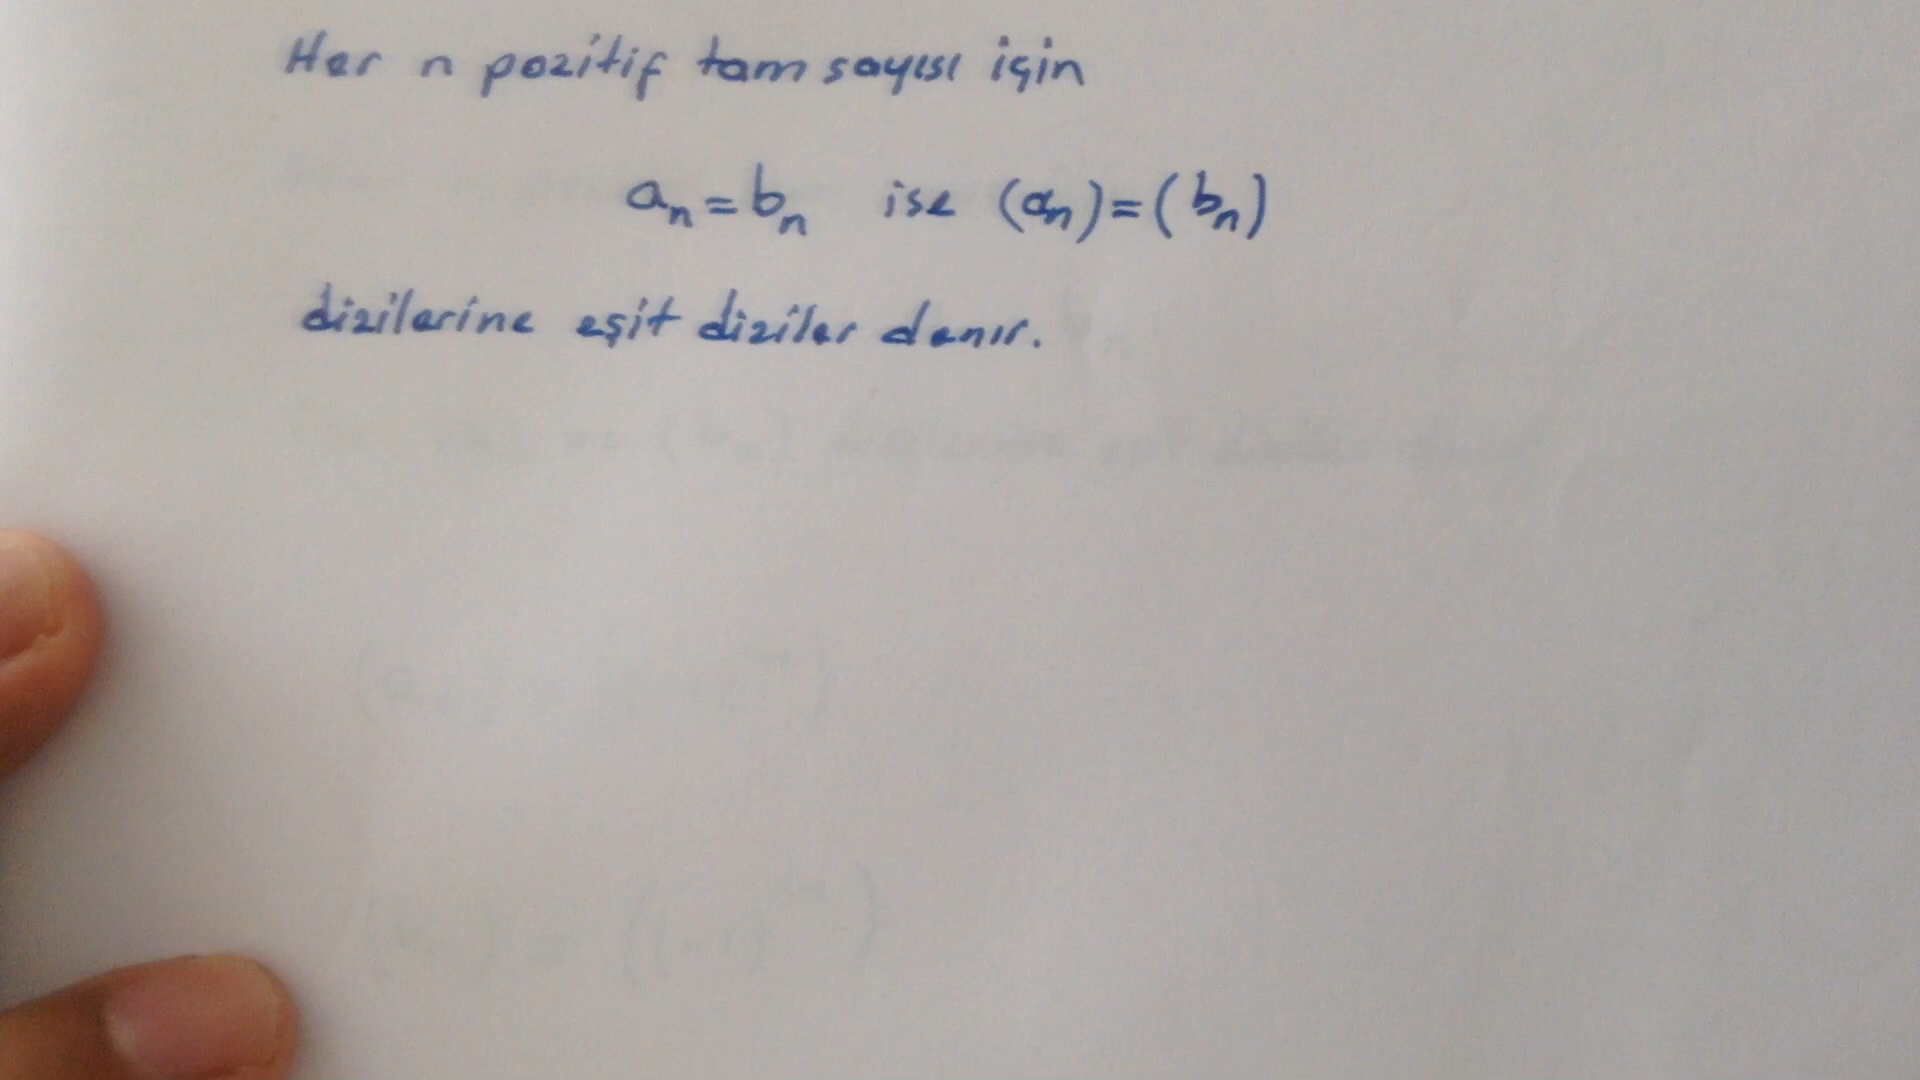 Her n pozitif tam sayısı için
aₙ = bₙ ise (aₙ) = (bₙ)
dizilerine eşit diziler denir.